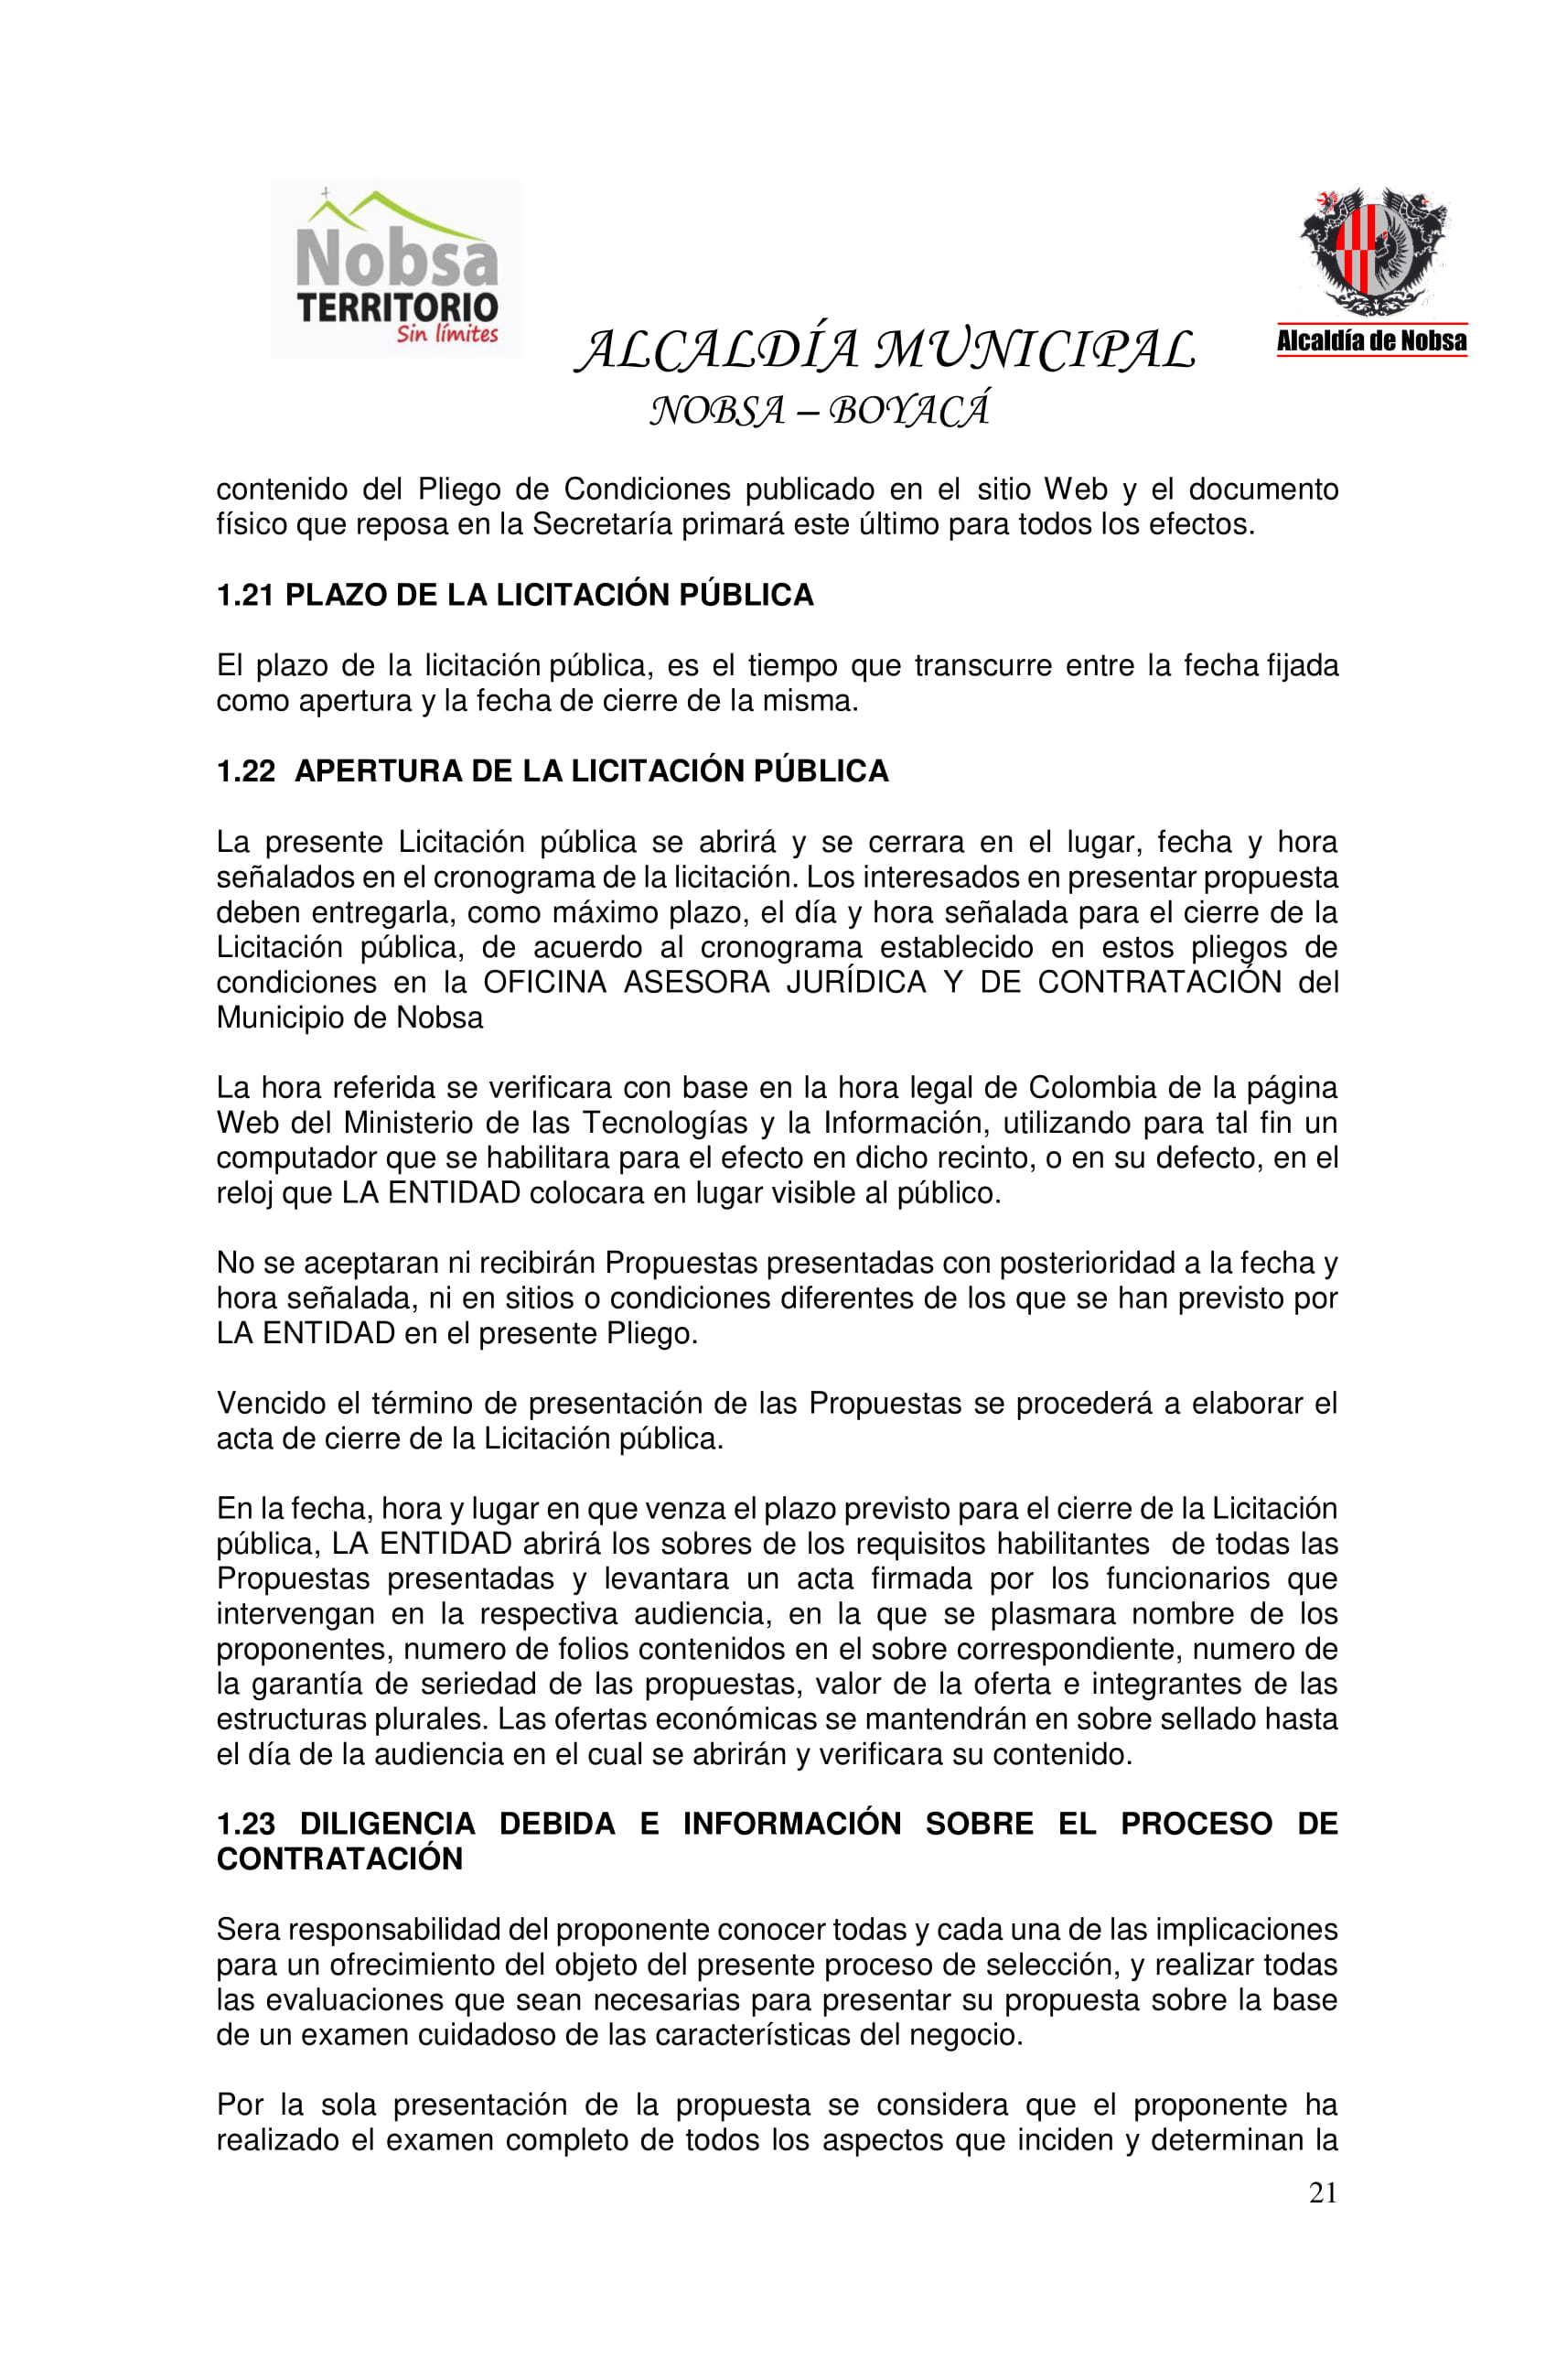 Nobsa
TERRITORIO
Sin límites
Alcaldía de Nobsa
ALCALDÍA MUNICIPAL
NOBSA – BOYACÁ
contenido del Pliego de Condiciones publicado en el sitio Web y el documento
físico que reposa en la Secretaría primará este último para todos los efectos.
1.21 PLAZO DE LA LICITACIÓN PÚBLICA
El plazo de la licitación pública, es el tiempo que transcurre entre la fecha fijada
como apertura y la fecha de cierre de la misma.
1.22 APERTURA DE LA LICITACIÓN PÚBLICA
La presente Licitación pública se abrirá y se cerrara en el lugar, fecha y hora
señalados en el cronograma de la licitación. Los interesados en presentar propuesta
deben entregarla, como máximo plazo, el día y hora señalada para el cierre de la
Licitación pública, de acuerdo al cronograma establecido en estos pliegos de
condiciones en la OFICINA ASESORA JURÍDICA Y DE CONTRATACIÓN del
Municipio de Nobsa
La hora referida se verificara con base en la hora legal de Colombia de la página
Web del Ministerio de las Tecnologías y la Información, utilizando para tal fin un
computador que se habilitara para el efecto en dicho recinto, o en su defecto, en el
reloj que LA ENTIDAD colocara en lugar visible al público.
No se aceptaran ni recibirán Propuestas presentadas con posterioridad a la fecha y
hora señalada, ni en sitios o condiciones diferentes de los que se han previsto por
LA ENTIDAD en el presente Pliego.
Vencido el término de presentación de las Propuestas se procederá a elaborar el
acta de cierre de la Licitación pública.
En la fecha, hora y lugar en que venza el plazo previsto para el cierre de la Licitación
pública, LA ENTIDAD abrirá los sobres de los requisitos habilitantes de todas las
Propuestas presentadas y levantara un acta firmada por los funcionarios que
intervengan en la respectiva audiencia, en la que se plasmara nombre de los
proponentes, numero de folios contenidos en el sobre correspondiente, numero de
la garantía de seriedad de las propuestas, valor de la oferta e integrantes de las
estructuras plurales. Las ofertas económicas se mantendrán en sobre sellado hasta
el día de la audiencia en el cual se abrirán y verificara su contenido.
1.23 DILIGENCIA DEBIDA E INFORMACIÓN SOBRE EL PROCESO DE
CONTRATACIÓN
Sera responsabilidad del proponente conocer todas y cada una de las implicaciones
para un ofrecimiento del objeto del presente proceso de selección, y realizar todas
las evaluaciones que sean necesarias para presentar su propuesta sobre la base
de un examen cuidadoso de las características del negocio.
Por la sola presentación de la propuesta se considera que el proponente ha
realizado el examen completo de todos los aspectos que inciden y determinan la
21